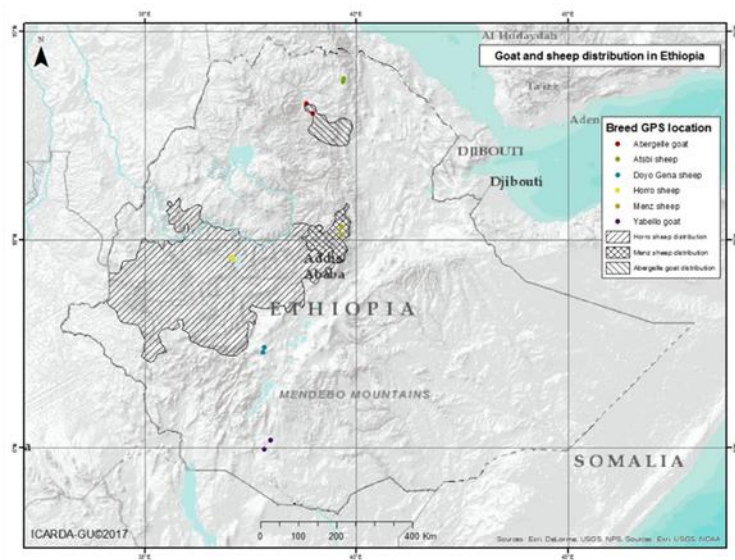 Al Hudaydah
Goat and sheep distribution in Ethiopia
N
Ta'izz
Aden
Breed GPS location
Abergelle goat
Atsbi sheep
Doyo Gena sheep
Horro sheep
Menz sheep
Yabello goat
Horro sheep distribution
Menz sheep distribution
Abergelle goat distribution
DJIBOUTI
Djibouti
Addis
Ababa
ETHIOPIA
MENDEBO MOUNTAINS
SOMALIA
0 100 200 400 Km
ICARDA-GU©2017
Sources: Esri, DeLorme, USGS, NPS, Sources: Esri, USGS, NOAA